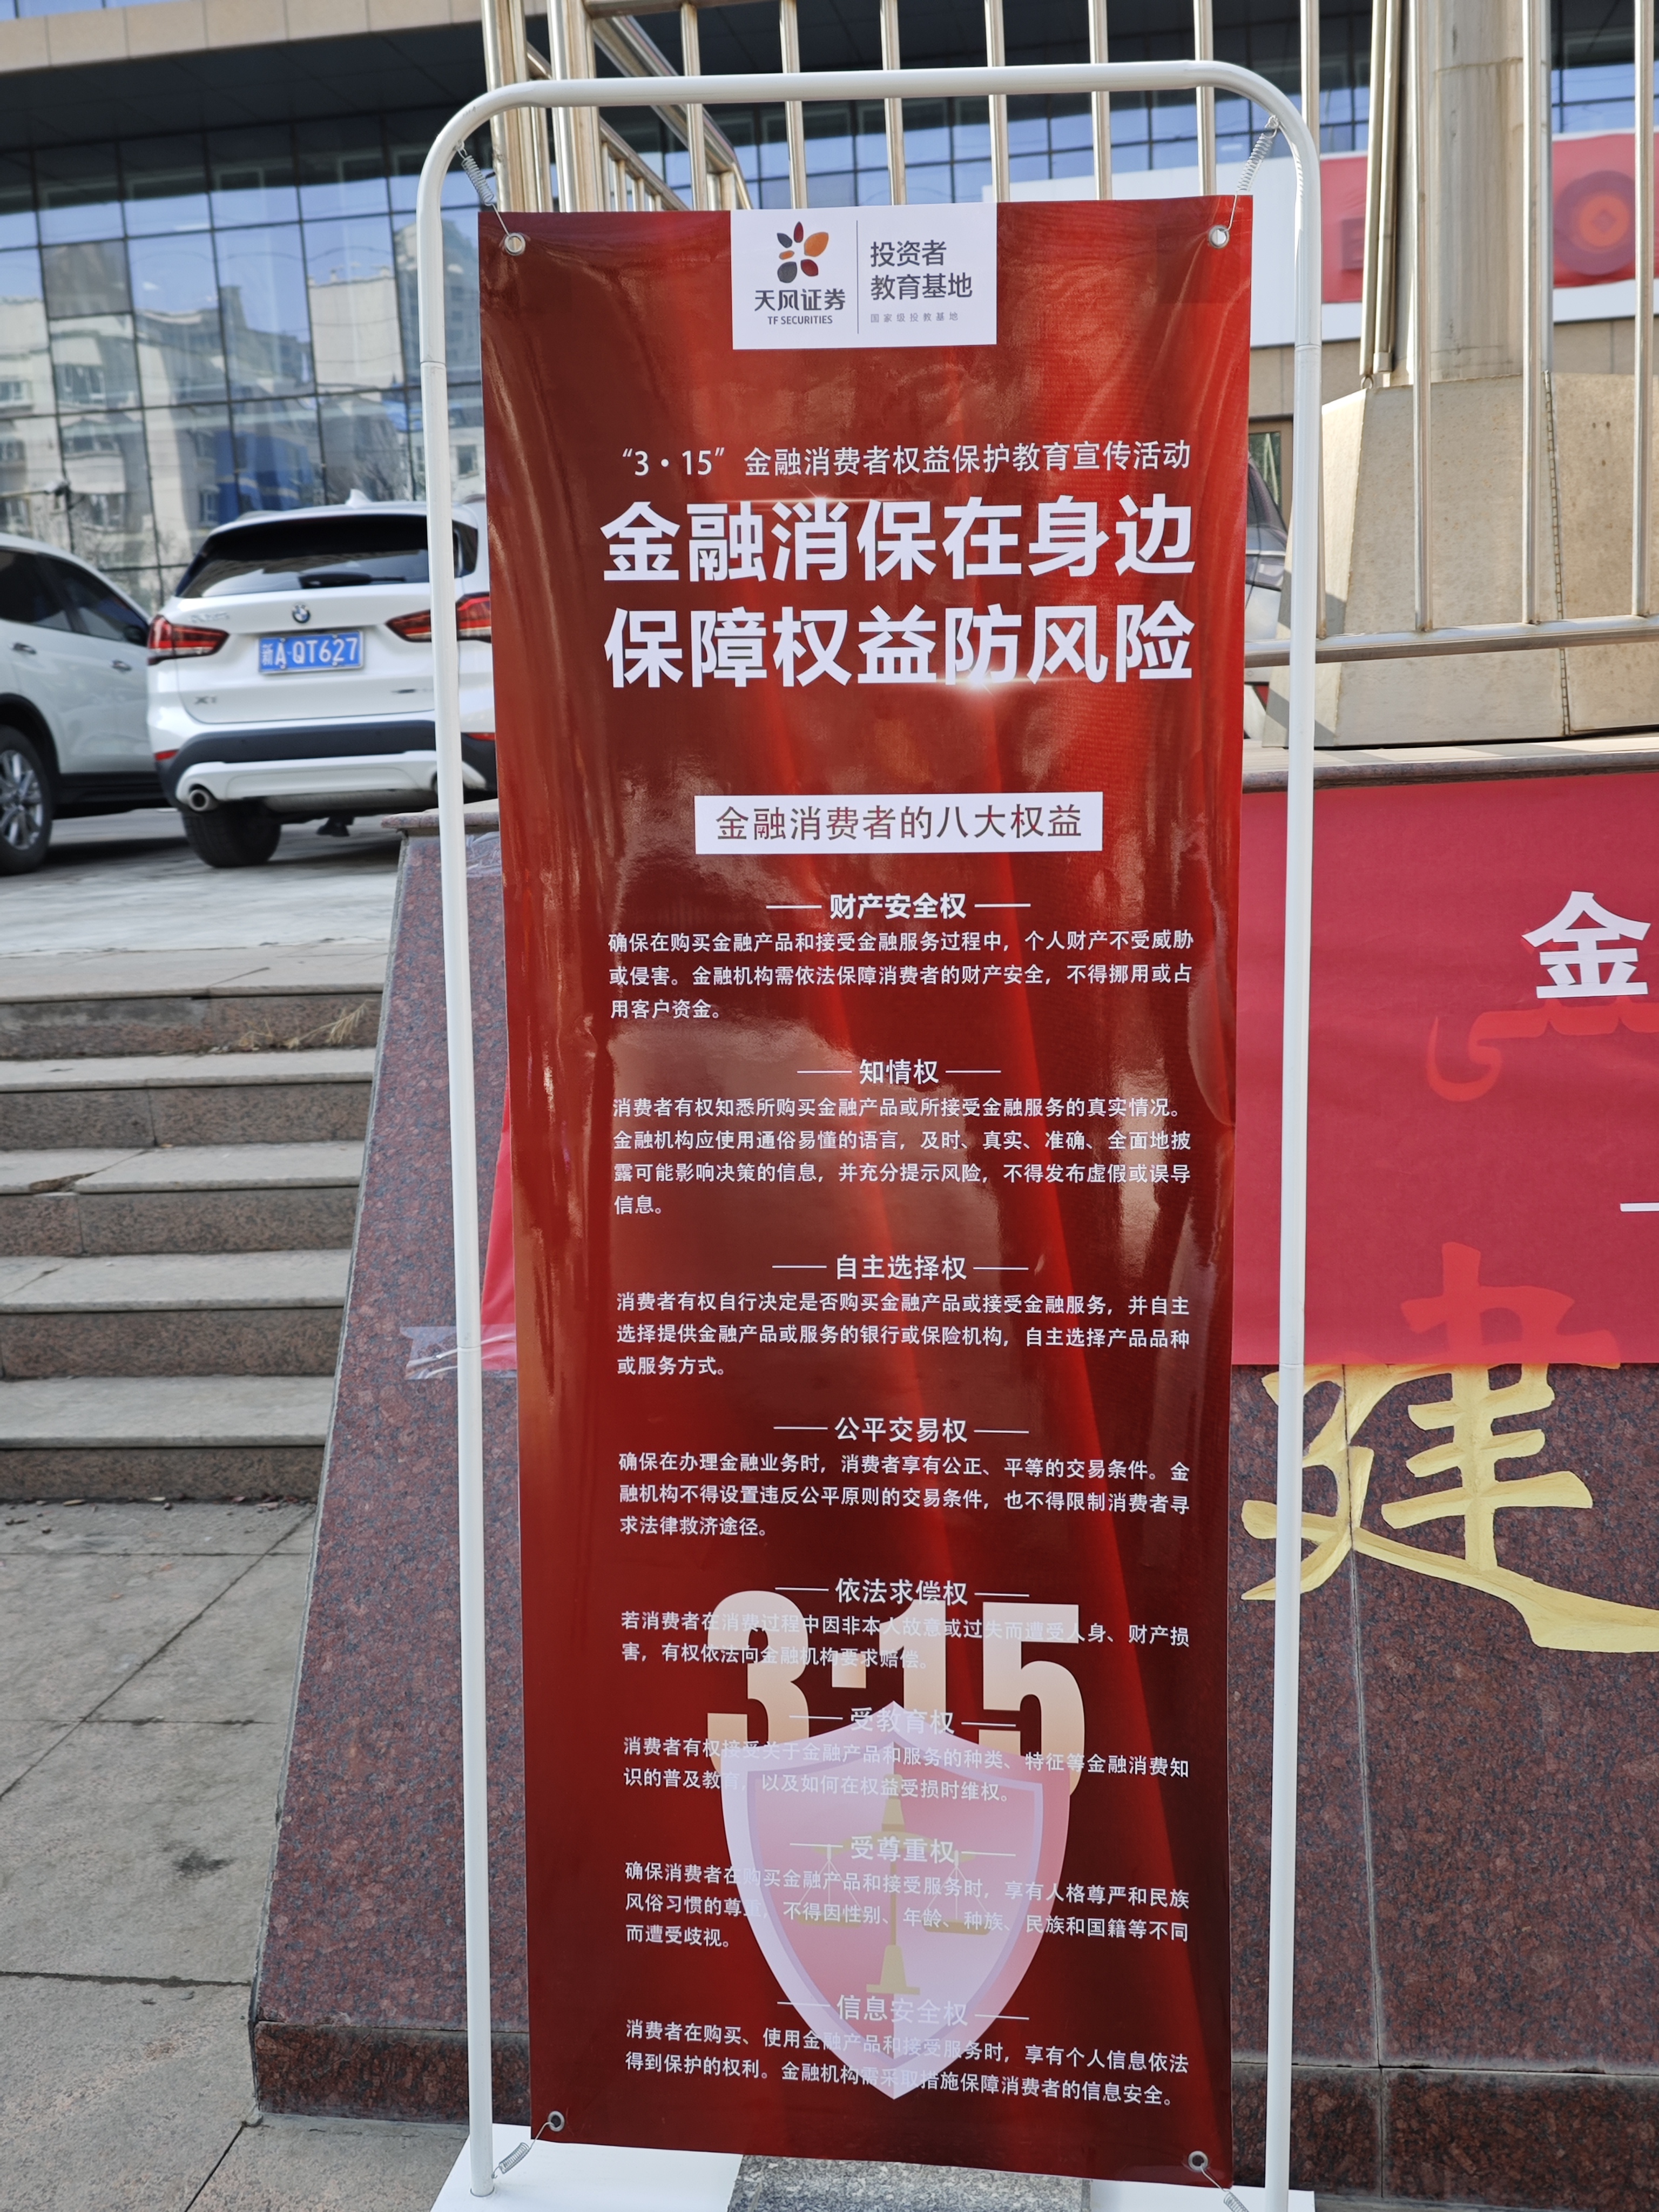 天风证券
TF SECURITIES
投资者
教育基地
国家级投教基地
“3·15”金融消费者权益保护教育宣传活动
金融消保在身边
保障权益防风险
新A·QT627
金融消费者的八大权益
财产安全权
确保在购买金融产品和接受金融服务过程中，个人财产不受威胁
或侵害。金融机构需依法保障消费者的财产安全，不得挪用或占
用客户资金。
知情权
消费者有权知悉所购买金融产品或所接受金融服务的真实情况。
金融机构应使用通俗易懂的语言，及时、真实、准确、全面地披
露可能影响决策的信息，并充分提示风险，不得发布虚假或误导
信息。
自主选择权
消费者有权自行决定是否购买金融产品或接受金融服务，并自主
选择提供金融产品或服务的银行或保险机构，自主选择产品品种
或服务方式。
公平交易权
确保在办理金融业务时，消费者享有公正、平等的交易条件。金
融机构不得设置违反公平原则的交易条件，也不得限制消费者寻
求法律救济途径。
依法求偿权
若消费者在消费过程中因非本人故意或过失而遭受人身、财产损
害，有权依法向金融机构要求赔偿。
3·15
受教育权
消费者有权接受关于金融产品和服务的种类、特征等金融消费知
识的普及教育，以及如何在权益受损时维权。
受尊重权
确保消费者在购买金融产品和接受服务时，享有人格尊严和民族
风俗习惯的尊重，不得因性别、年龄、种族、民族和国籍等不同
而遭受歧视。
信息安全权
消费者在购买、使用金融产品和接受服务时，享有个人信息依法
得到保护的权利。金融机构需采取措施保障消费者的信息安全。
金
建